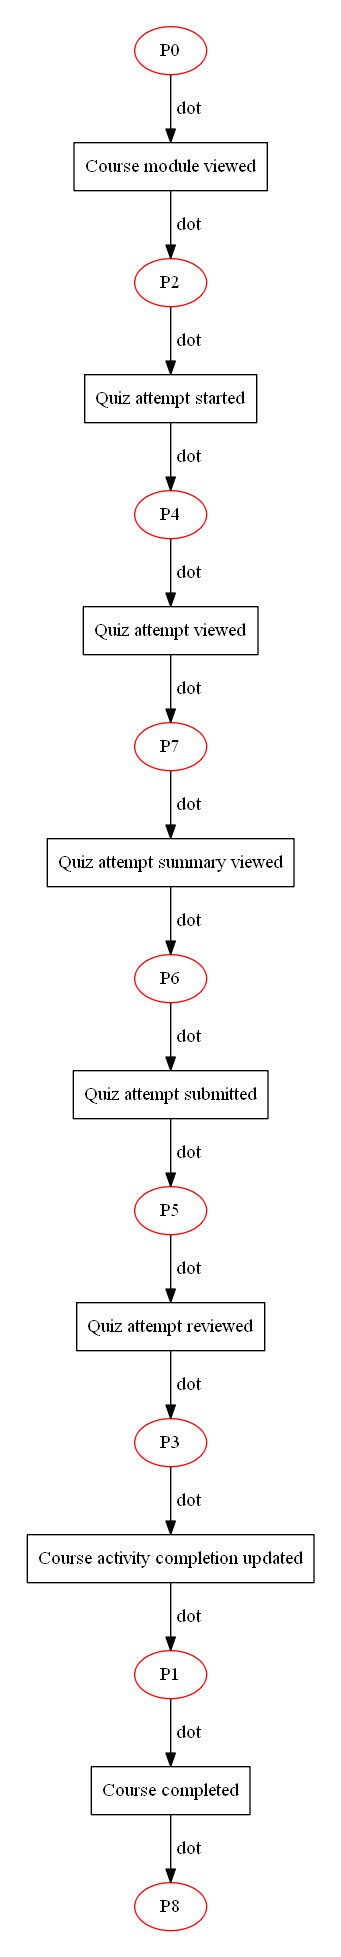 P0
dot
Course module viewed
dot
P2
dot
Quiz attempt started
dot
P4
dot
Quiz attempt viewed
dot
P7
dot
Quiz attempt summary viewed
dot
P6
dot
Quiz attempt submitted
dot
P5
dot
Quiz attempt reviewed
dot
P3
dot
Course activity completion updated
dot
P1
dot
Course completed
dot
P8